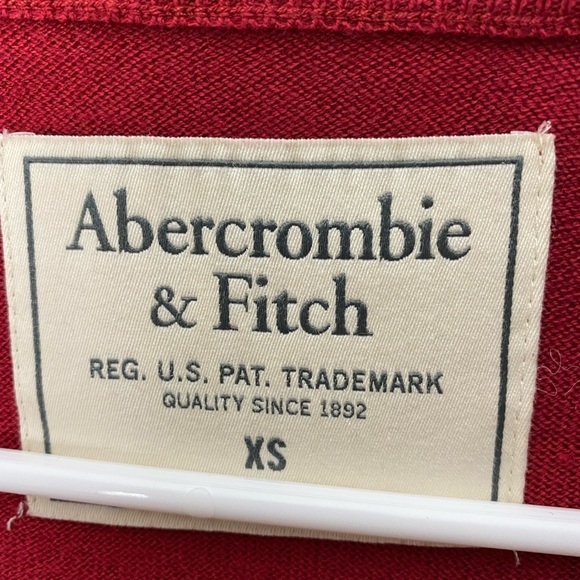 Abercrombie
& Fitch
REG. U.S. PAT. TRADEMARK
QUALITY SINCE 1892
XS